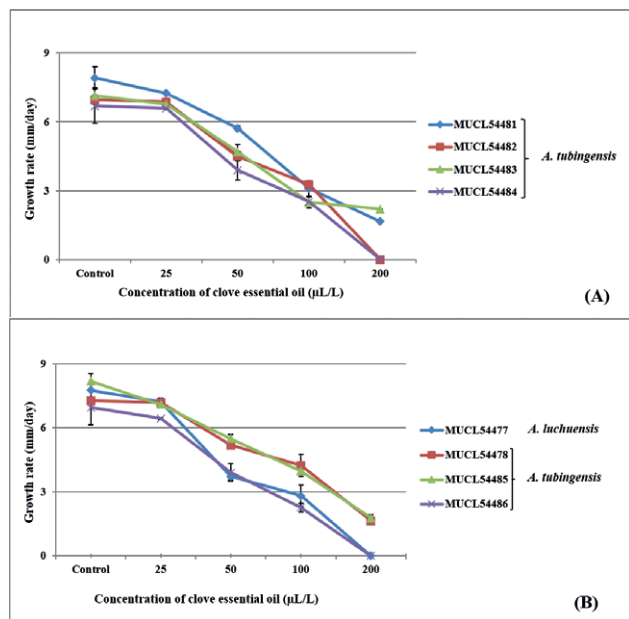 9
6
3
0
Growth rate (mm/day)
Control 25 50 100 200
Concentration of clove essential oil (µL/L)
MUCL54481
MUCL54482
MUCL54483
MUCL54484
A. tubingensis
(A)
9
6
3
0
Growth rate (mm/day)
Control 25 50 100 200
Concentration of clove essential oil (µL/L)
MUCL54477 A. luchuensis
MUCL54478
MUCL54485
MUCL54486
A. tubingensis
(B)